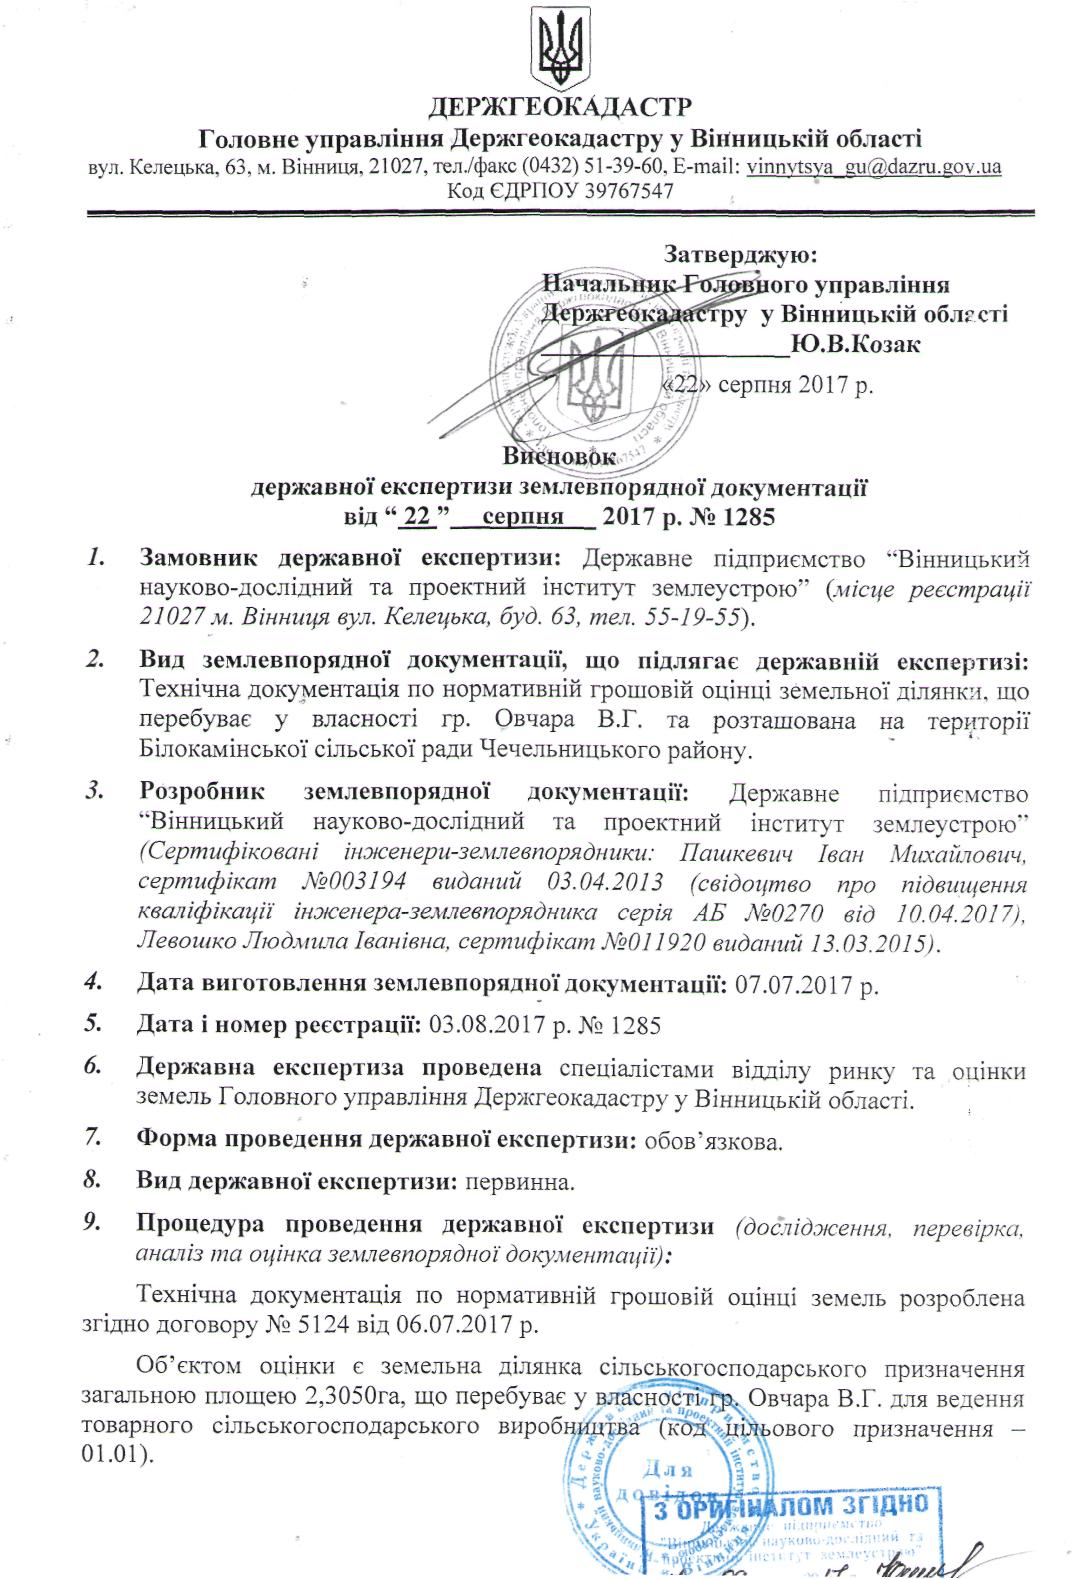 ДЕРЖГЕОКАДАСТР
Головне управління Держгеокадастру у Вінницькій області
вул. Келецька, 63, м. Вінниця, 21027, тел./факс (0432) 51-39-60, E-mail: vinnytsya_gu@dazru.gov.ua
Код ЄДРПОУ 39767547
Затверджую:
Начальник Головного управління
Держгеокадастру у Вінницькій області
Ю.В.Козак
«22» серпня 2017 р.
Висновок
державної експертизи землевпорядної документації
від “ 22 ” серпня 2017 р. № 1285
1. Замовник державної експертизи: Державне підприємство “Вінницький
науково-дослідний та проектний інститут землеустрою” (місце реєстрації
21027 м. Вінниця вул. Келецька, буд. 63, тел. 55-19-55).
2. Вид землевпорядної документації, що підлягає державній експертизі:
Технічна документація по нормативній грошовій оцінці земельної ділянки, що
перебуває у власності гр. Овчара В.Г. та розташована на території
Білокамінської сільської ради Чечельницького району.
3. Розробник землевпорядної документації: Державне підприємство
“Вінницький науково-дослідний та проектний інститут землеустрою”
(Сертифіковані інженери-землевпорядники: Пашкевич Іван Михайлович,
сертифікат №003194 виданий 03.04.2013 (свідоцтво про підвищення
кваліфікації інженера-землевпорядника серія АБ №0270 від 10.04.2017),
Левошко Людмила Іванівна, сертифікат №011920 виданий 13.03.2015).
4. Дата виготовлення землевпорядної документації: 07.07.2017 р.
5. Дата і номер реєстрації: 03.08.2017 р. № 1285
6. Державна експертиза проведена спеціалістами відділу ринку та оцінки
земель Головного управління Держгеокадастру у Вінницькій області.
7. Форма проведення державної експертизи: обов’язкова.
8. Вид державної експертизи: первинна.
9. Процедура проведення державної експертизи (дослідження, перевірка,
аналіз та оцінка землевпорядної документації):
Технічна документація по нормативній грошовій оцінці земель розроблена
згідно договору № 5124 від 06.07.2017 р.
Об’єктом оцінки є земельна ділянка сільськогосподарського призначення
загальною площею 2,3050га, що перебуває у власності гр. Овчара В.Г. для ведення
товарного сільськогосподарського виробництва (код цільового призначення –
01.01).
Для
довідок
З ОРИГІНАЛОМ ЗГІДНО
Державне підприємство
"Вінницький науково-дослідний та
проектний інститут землеустрою"